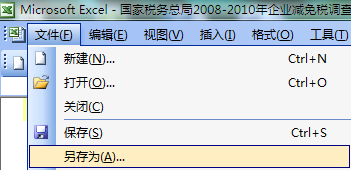 Microsoft Excel - 国家税务总局2008-2010年企业减免税调查
文件(F) 编辑(E) 视图(V) 插入(I) 格式(O) 工具(T)
新建(N)... Ctrl+N
打开(O)... Ctrl+O
关闭(C)
保存(S) Ctrl+S
另存为(A)...